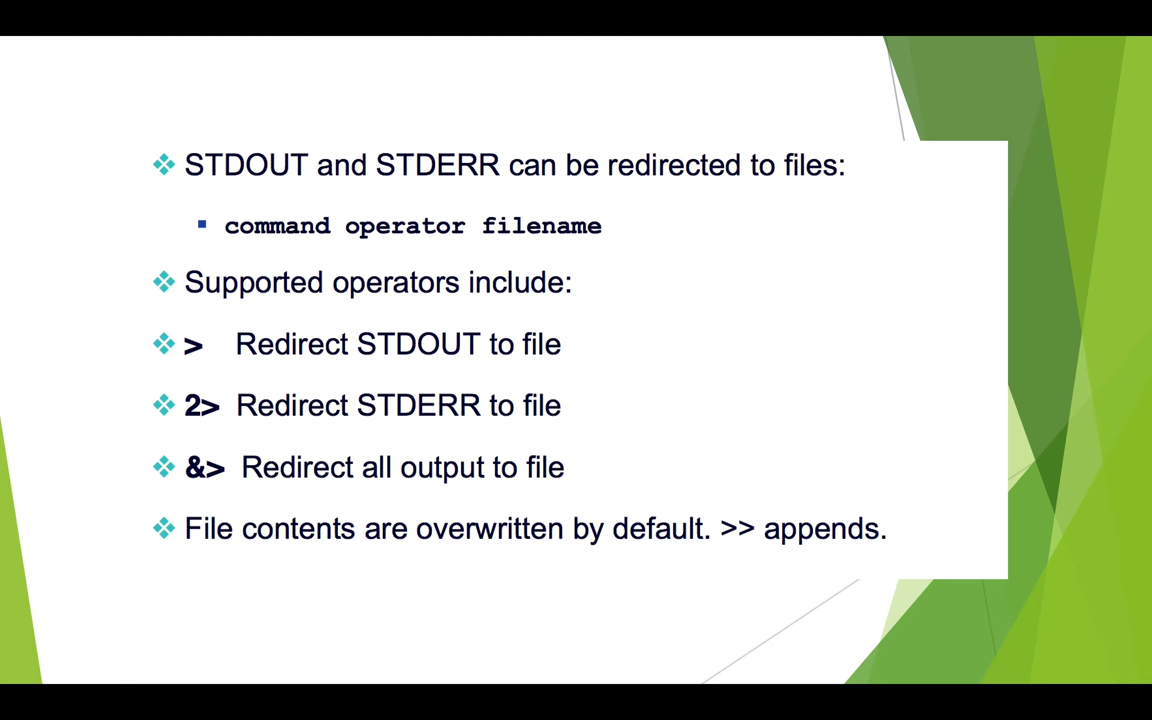 STDOUT and STDERR can be redirected to files:
command operator filename
Supported operators include:
> Redirect STDOUT to file
2> Redirect STDERR to file
&> Redirect all output to file
File contents are overwritten by default. >> appends.